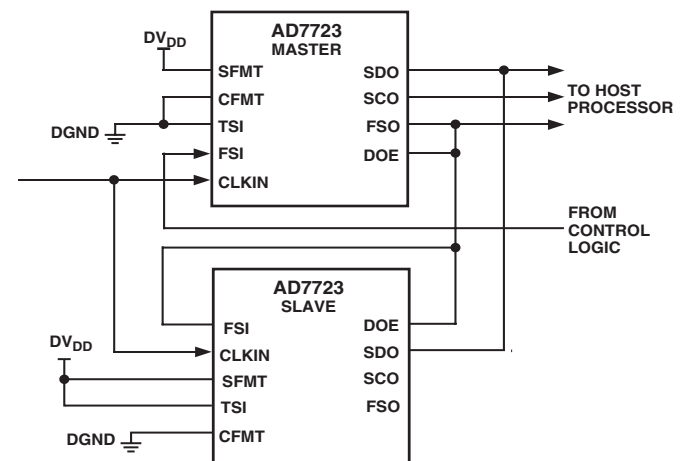 AD7723
MASTER
DVDD
SFMT
CFMT
TSI
FSI
CLKIN
DGND
SDO
SCO
FSO
DOE
TO HOST
PROCESSOR
FROM
CONTROL
LOGIC
AD7723
SLAVE
FSI
CLKIN
SFMT
TSI
CFMT
DVDD
DGND
DOE
SDO
SCO
FSO